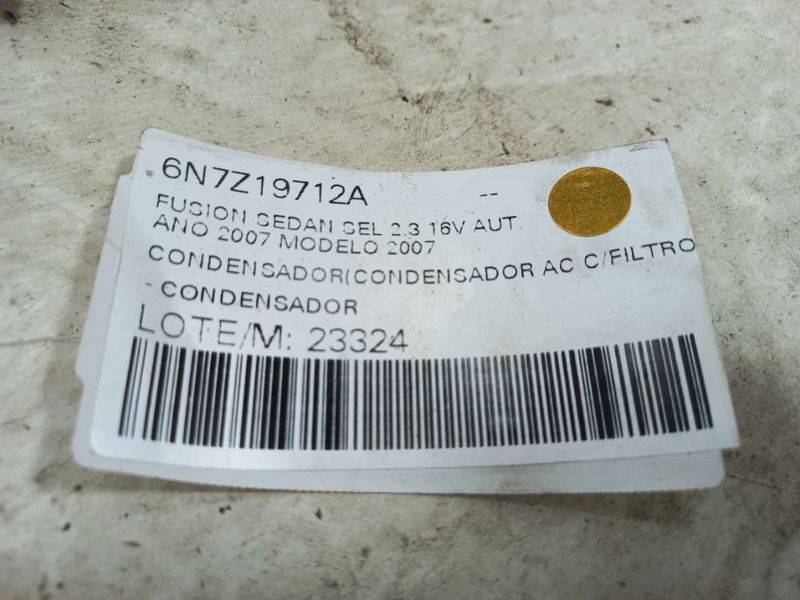 6N7Z19712A --
FUSION SEDAN SEL 2.3 16V AUT.
ANO 2007 MODELO 2007
CONDENSADOR(CONDENSADOR AC C/FILTRO
- CONDENSADOR
LOTE/M: 23324